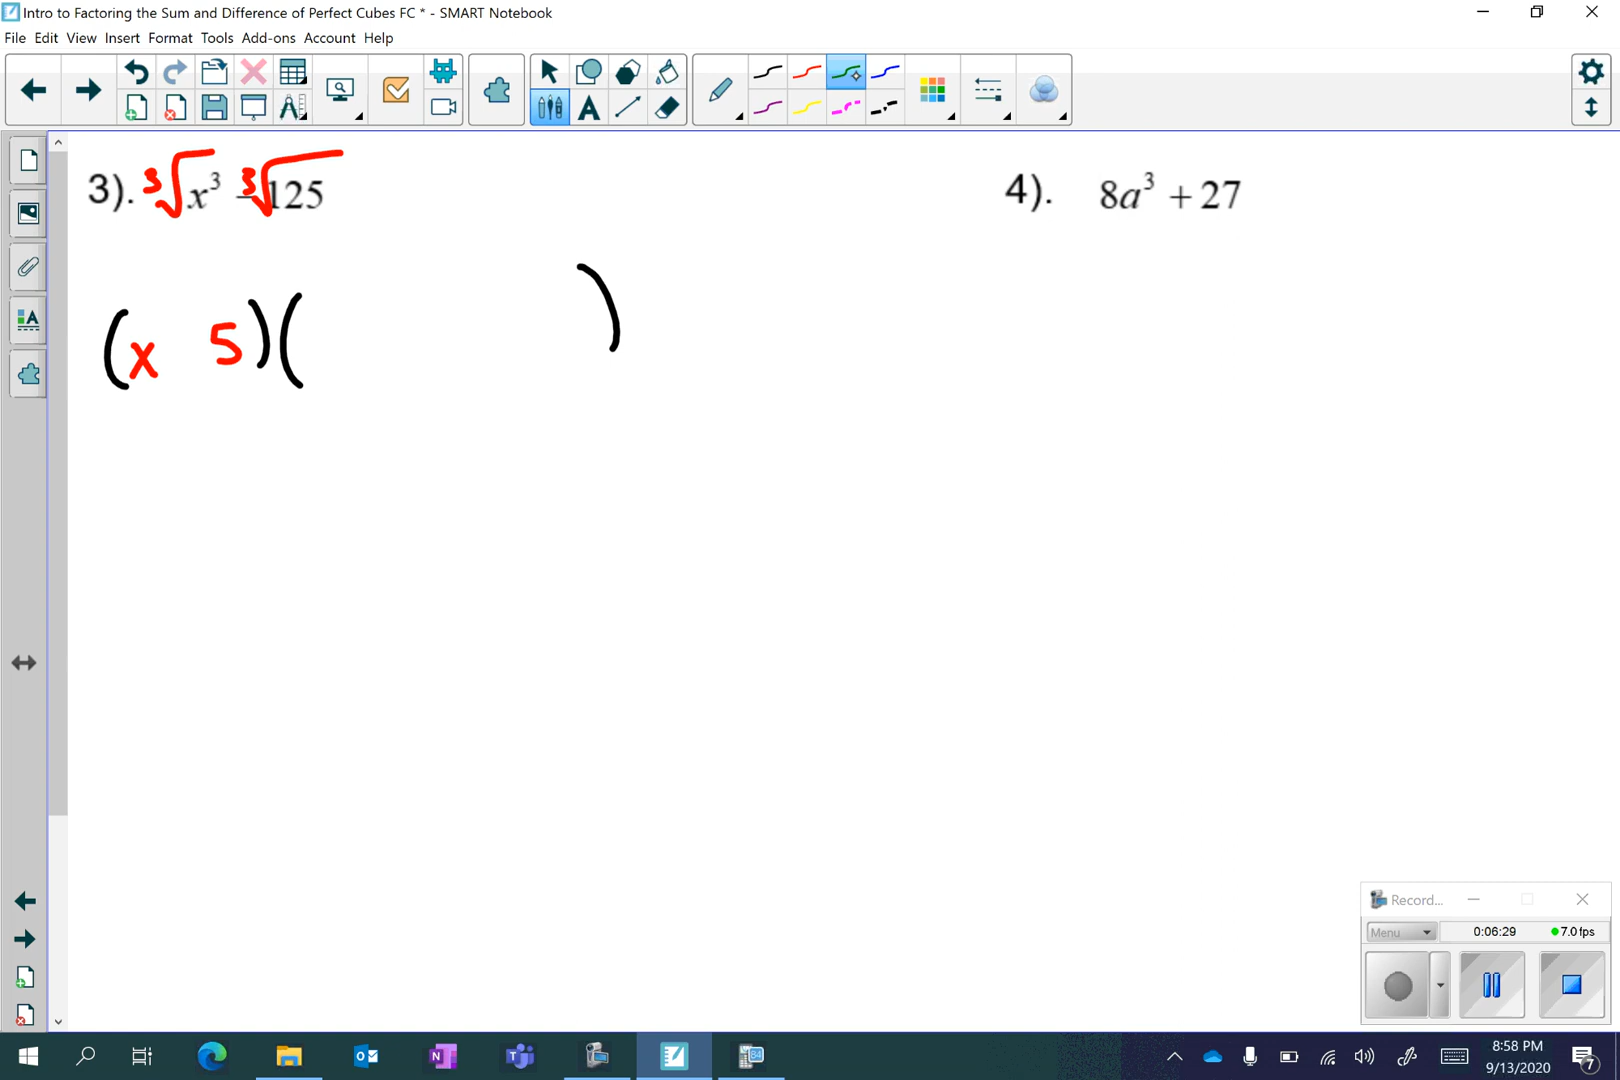 Intro to Factoring the Sum and Difference of Perfect Cubes FC * - SMART Notebook
File Edit View Insert Format Tools Add-ons Account Help
3). ∛x³ - ∛125
4). 8a³ + 27
(x 5)( )
Record...
Menu 0:06:29 7.0 fps
8:58 PM
9/13/2020
7